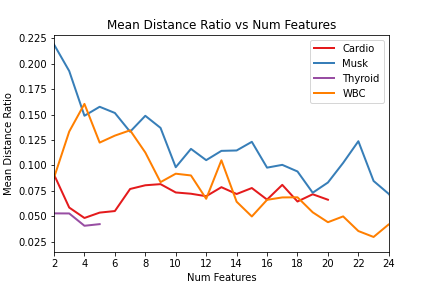 Mean Distance Ratio vs Num Features
Mean Distance Ratio
0.225
0.200
0.175
0.150
0.125
0.100
0.075
0.050
0.025
Cardio
Musk
Thyroid
WBC
2 4 6 8 10 12 14 16 18 20 22 24
Num Features